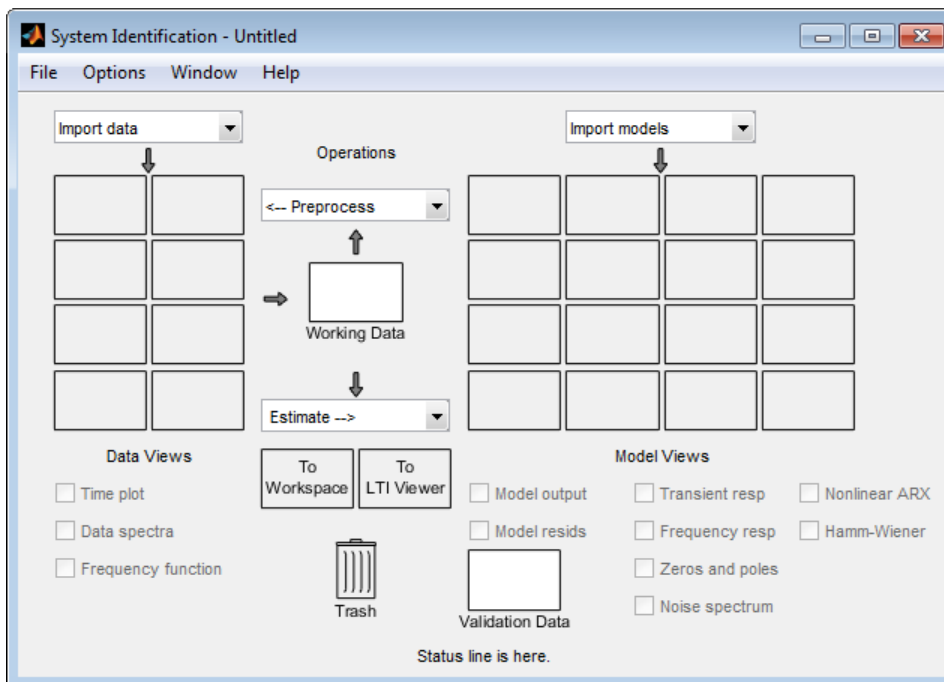 System Identification - Untitled
File Options Window Help
Import data
Import models
Operations
<-- Preprocess
Working Data
Estimate -->
Data Views
To
Workspace
To
LTI Viewer
Model Views
Time plot
Data spectra
Frequency function
Trash
Model output
Model resids
Validation Data
Transient resp
Frequency resp
Zeros and poles
Noise spectrum
Nonlinear ARX
Hamm-Wiener
Status line is here.